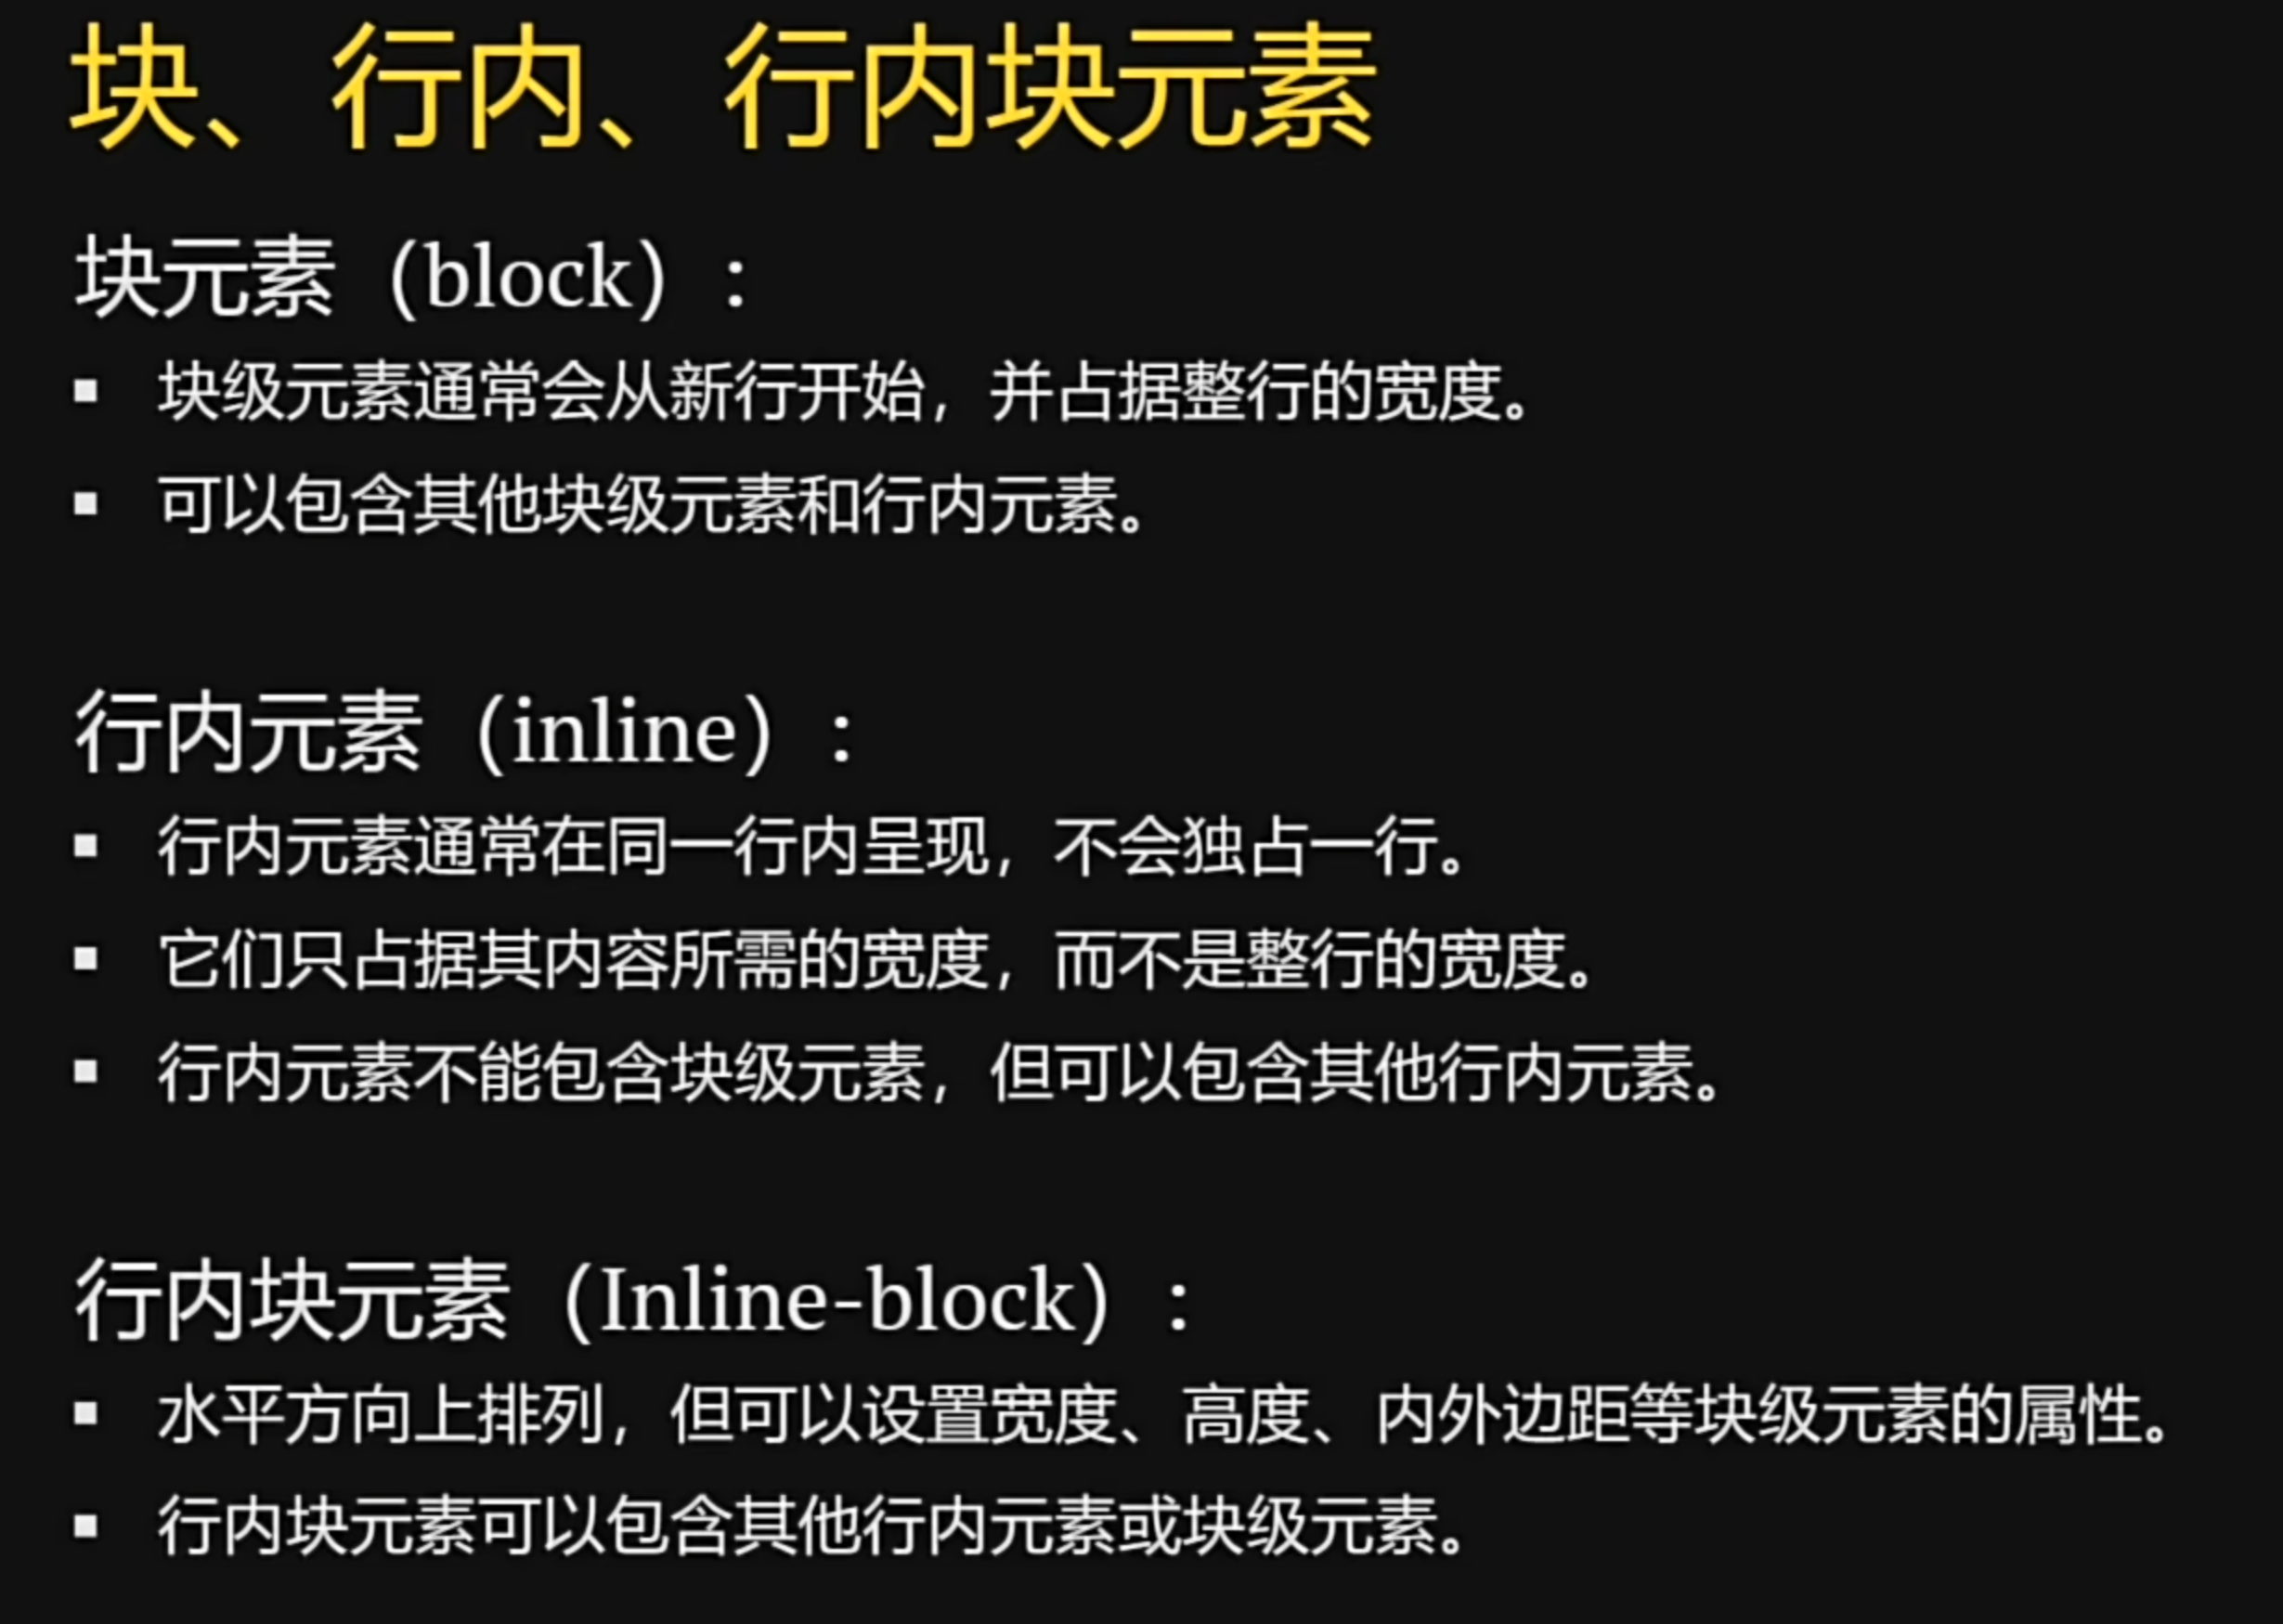 块、行内、行内块元素
块元素（block）：
▪ 块级元素通常会从新行开始，并占据整行的宽度。
▪ 可以包含其他块级元素和行内元素。
行内元素（inline）：
▪ 行内元素通常在同一行内呈现，不会独占一行。
▪ 它们只占据其内容所需的宽度，而不是整行的宽度。
▪ 行内元素不能包含块级元素，但可以包含其他行内元素。
行内块元素（Inline-block）：
▪ 水平方向上排列，但可以设置宽度、高度、内外边距等块级元素的属性。
▪ 行内块元素可以包含其他行内元素或块级元素。